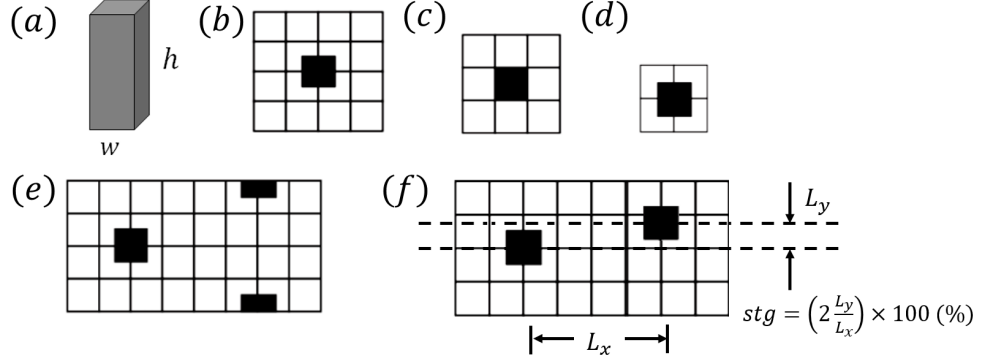 (a)
h
w
(b)
(c)
(d)
(e)
(f)
L_y
L_x
stg = (2 L_y/L_x) × 100 (%)